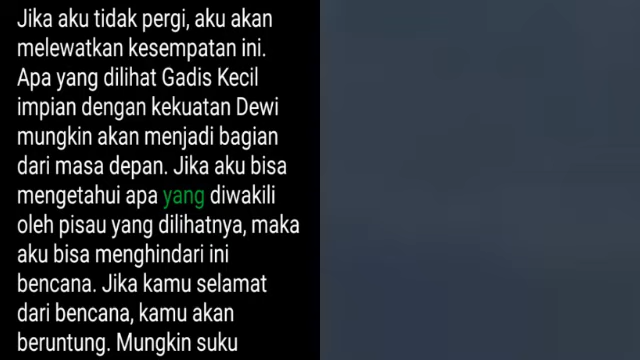 Jika aku tidak pergi, aku akan
melewatkan kesempatan ini.
Apa yang dilihat Gadis Kecil
impian dengan kekuatan Dewi
mungkin akan menjadi bagian
dari masa depan. Jika aku bisa
mengetahui apa yang diwakili
oleh pisau yang dilihatnya, maka
aku bisa menghindari ini
bencana. Jika kamu selamat
dari bencana, kamu akan
beruntung. Mungkin suku